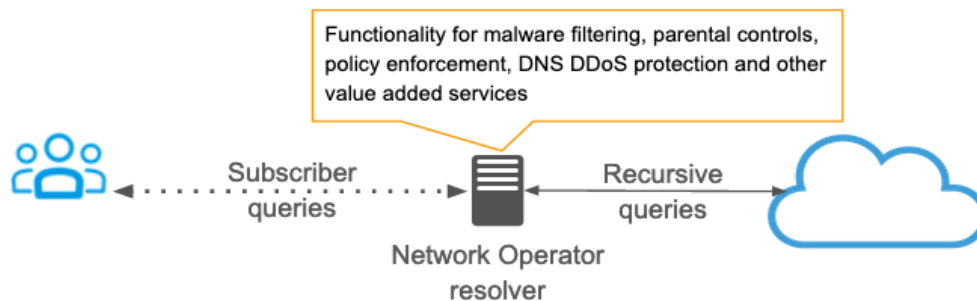 Functionality for malware filtering, parental controls,
policy enforcement, DNS DDoS protection and other
value added services
Subscriber
queries
Recursive
queries
Network Operator
resolver